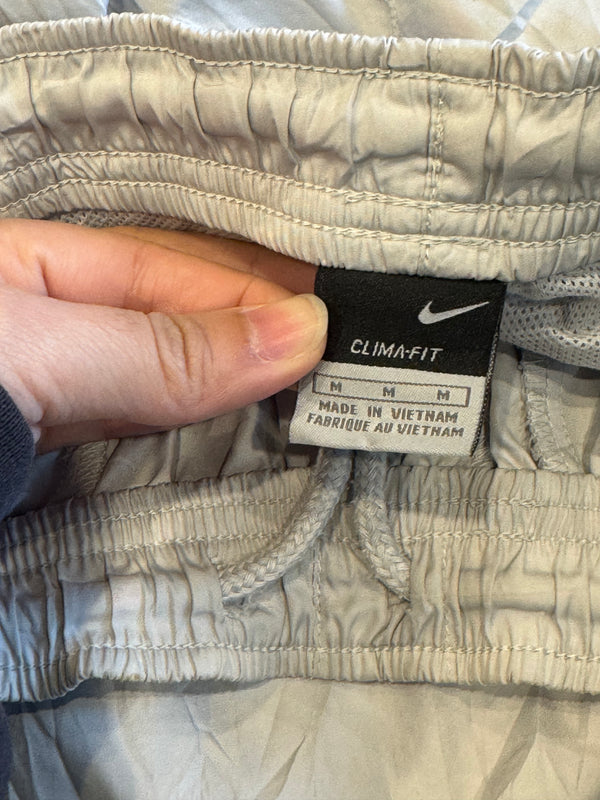 CLIMA-FIT
M M M
MADE IN VIETNAM
FABRIQUE AU VIETNAM